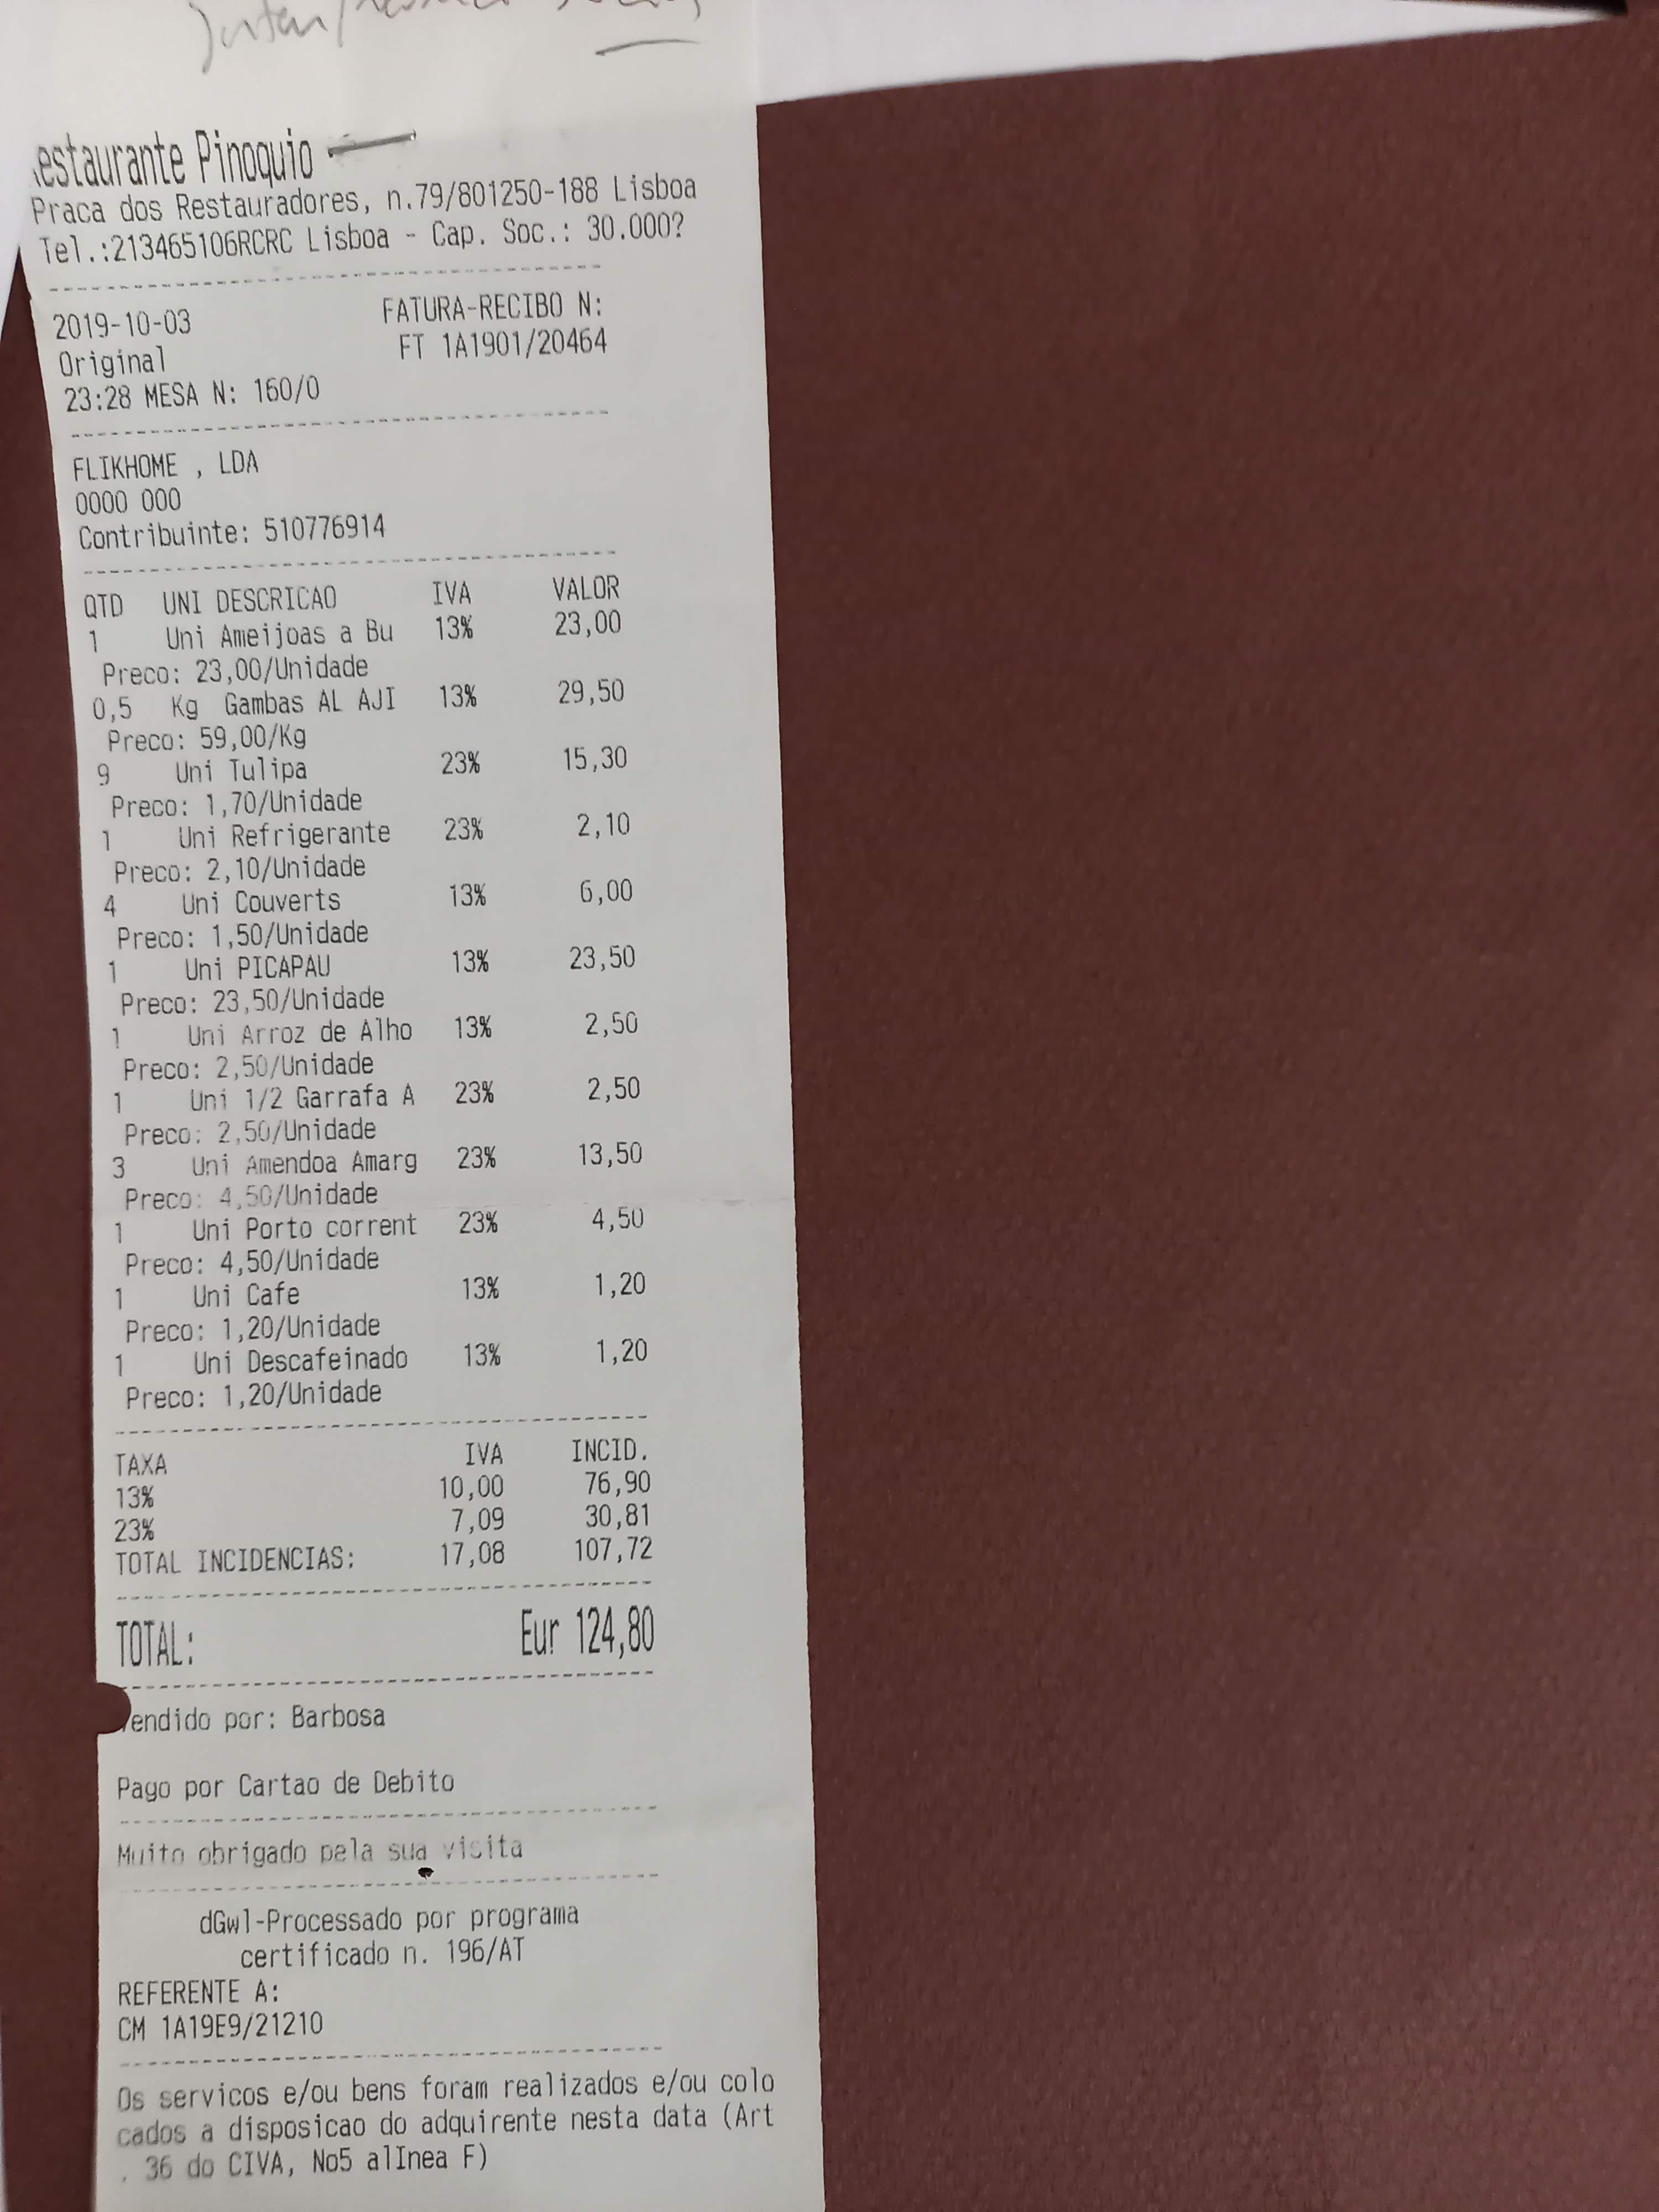 Restaurante Pinoquio
Praca dos Restauradores, n.79/801250-188 Lisboa
Tel.:213465106RCRC Lisboa - Cap. Soc.: 30.000?
2019-10-03 FATURA-RECIBO N:
Original FT 1A1901/20464
23:28 MESA N: 160/0
FLIKHOME , LDA
0000 000
Contribuinte: 510776914
QTD UNI DESCRICAO IVA VALOR
1 Uni Ameijoas a Bu 13% 23,00
Preco: 23,00/Unidade
0,5 Kg Gambas AL AJI 13% 29,50
Preco: 59,00/Kg
9 Uni Tulipa 23% 15,30
Preco: 1,70/Unidade
1 Uni Refrigerante 23% 2,10
Preco: 2,10/Unidade
4 Uni Couverts 13% 6,00
Preco: 1,50/Unidade
1 Uni PICAPAU 13% 23,50
Preco: 23,50/Unidade
1 Uni Arroz de Alho 13% 2,50
Preco: 2,50/Unidade
1 Uni 1/2 Garrafa A 23% 2,50
Preco: 2,50/Unidade
3 Uni Amendoa Amarg 23% 13,50
Preco: 4,50/Unidade
1 Uni Porto corrent 23% 4,50
Preco: 4,50/Unidade
1 Uni Cafe 13% 1,20
Preco: 1,20/Unidade
1 Uni Descafeinado 13% 1,20
Preco: 1,20/Unidade
TAXA IVA INCID.
13% 10,00 76,90
23% 7,09 30,81
TOTAL INCIDENCIAS: 17,08 107,72
TOTAL: Eur 124,80
Vendido por: Barbosa
Pago por Cartao de Debito
Muito obrigado pela sua visita
dGwl-Processado por programa
certificado n. 196/AT
REFERENTE A:
CM 1A19E9/21210
Os servicos e/ou bens foram realizados e/ou colo
cados a disposicao do adquirente nesta data (Art
. 36 do CIVA, No5 alInea F)